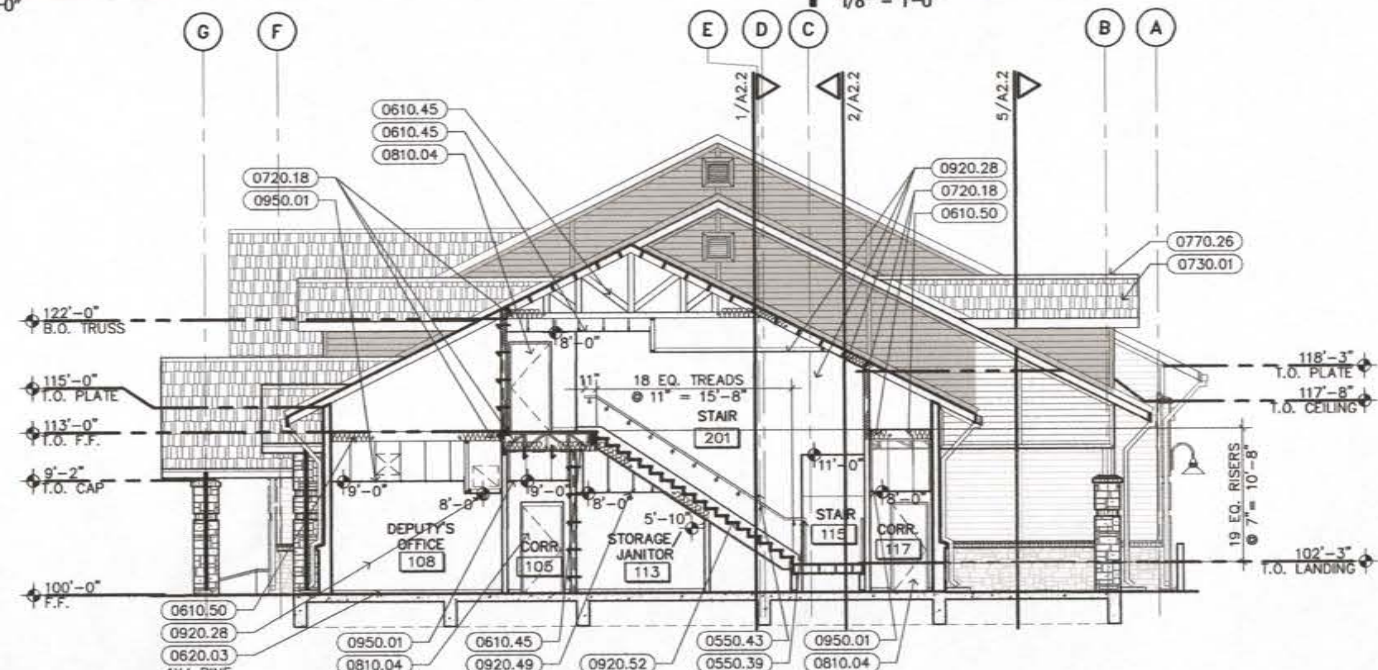 -0"
1/8" = 1'-0"
G
F
E
D
C
B
A
1/A2.2
2/A2.2
5/A2.2
0610.45
0610.45
0810.04
0720.18
0950.01
0920.28
0720.18
0610.50
0770.26
0730.01
122'-0"
B.O. TRUSS
115'-0"
T.O. PLATE
113'-0"
T.O. F.F.
9'-2"
T.O. CAP
100'-0"
F.F.
118'-3"
T.O. PLATE
117'-8"
T.O. CEILING
19 EQ. RISERS
@ 7" = 10'-8"
102'-3"
T.O. LANDING
8'-0"
11"
18 EQ. TREADS
@ 11" = 15'-8"
STAIR
201
9'-0"
8'-0"
9'-0"
8'-0"
5'-10"
11'-0"
8'-0"
DEPUTY'S
OFFICE
108
CORR.
105
STORAGE/
JANITOR
113
STAIR
115
CORR.
117
0610.50
0920.28
0620.03
0950.01
0810.04
0610.45
0920.49
0920.52
0550.43
0550.39
0950.01
0810.04